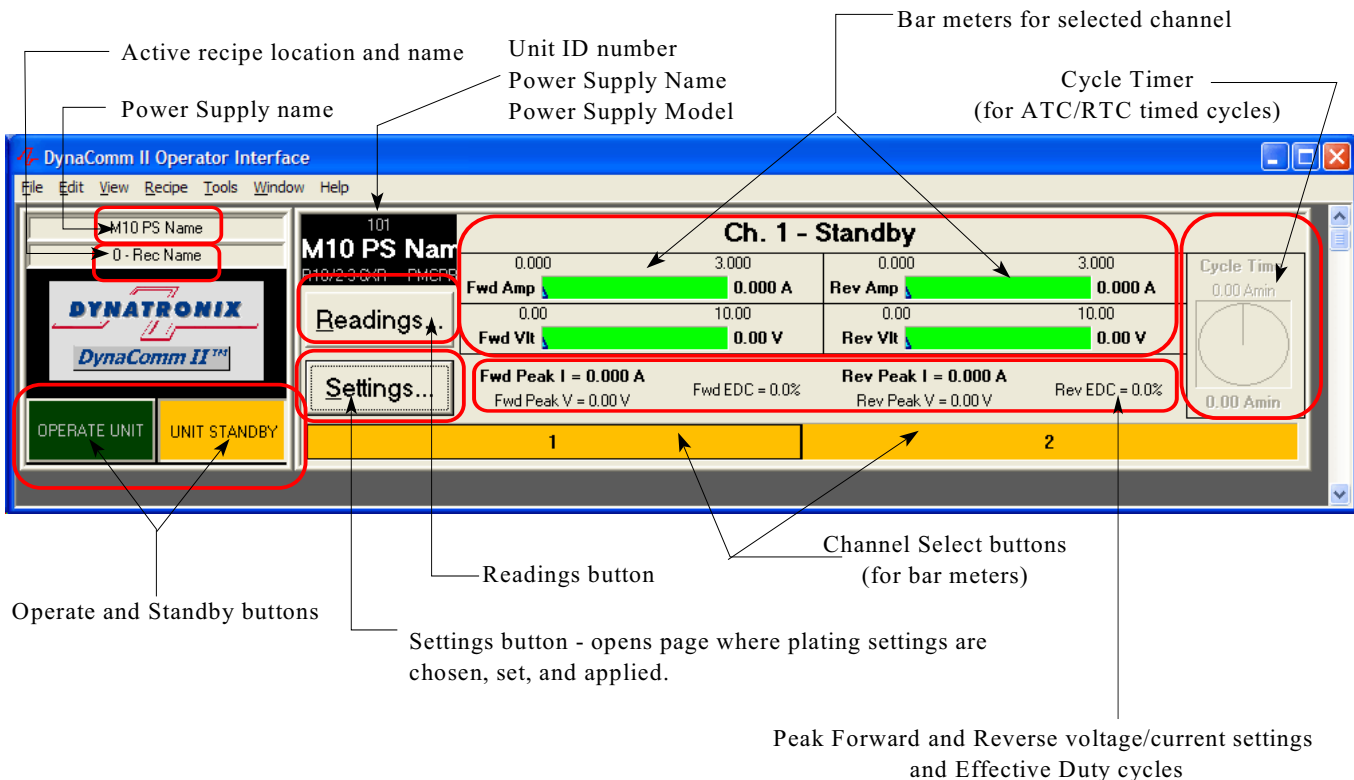 Bar meters for selected channel
Active recipe location and name
Unit ID number
Power Supply Name
Power Supply Model
Cycle Timer
(for ATC/RTC timed cycles)
Power Supply name
DynaComm II Operator Interface
File Edit View Recipe Tools Window Help
M10 PS Name
0 - Rec Name
DYNATRONIX
DynaComm II™
OPERATE UNIT
UNIT STANDBY
101
M10 PS Nam
Readings...
Settings...
Ch. 1 - Standby
0.000 3.000
Fwd Amp 0.000 A
0.000 3.000
Rev Amp 0.000 A
0.00 10.00
Fwd Vlt 0.00 V
0.00 10.00
Rev Vlt 0.00 V
Fwd Peak I = 0.000 A
Fwd Peak V = 0.00 V
Fwd EDC = 0.0%
Rev Peak I = 0.000 A
Rev Peak V = 0.00 V
Rev EDC = 0.0%
1
2
Cycle Tim
0.00 Amin
0.00 Amin
Channel Select buttons
(for bar meters)
Readings button
Operate and Standby buttons
Settings button - opens page where plating settings are
chosen, set, and applied.
Peak Forward and Reverse voltage/current settings
and Effective Duty cycles